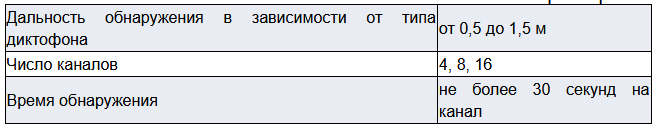 Дальность обнаружения в зависимости от типа
диктофона
от 0,5 до 1,5 м
Число каналов
4, 8, 16
Время обнаружения
не более 30 секунд на
канал